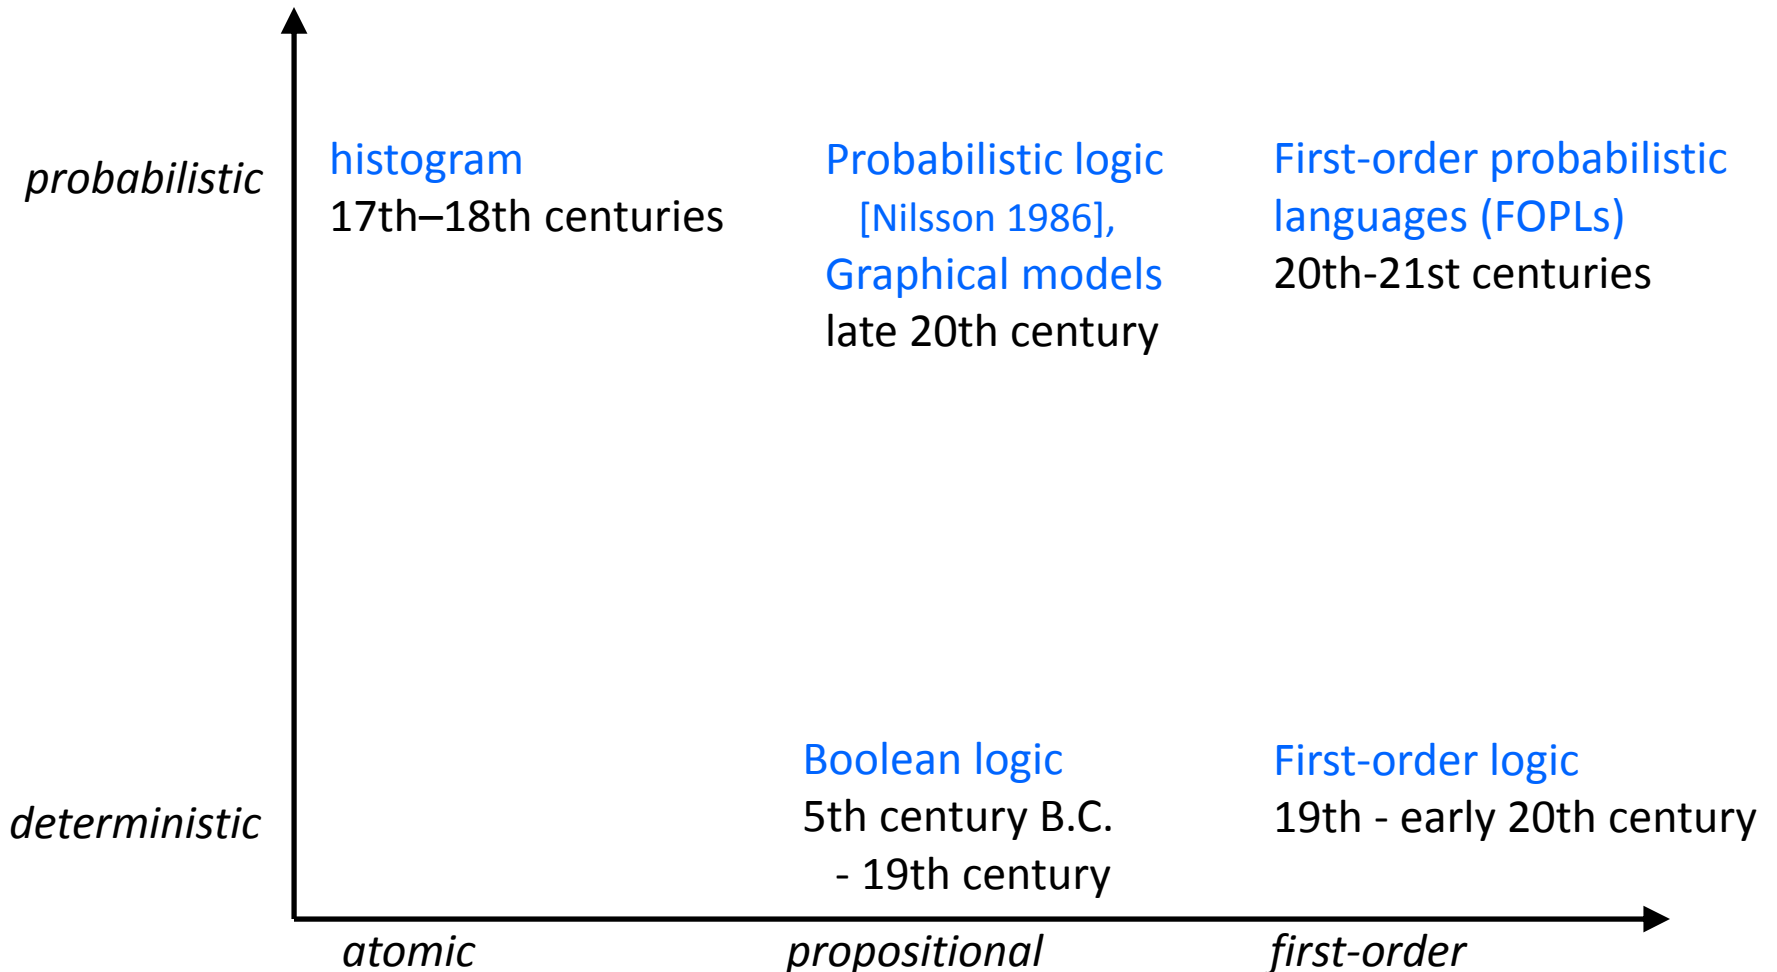 probabilistic
histogram
17th–18th centuries
Probabilistic logic
[Nilsson 1986],
Graphical models
late 20th century
First-order probabilistic
languages (FOPLs)
20th-21st centuries
deterministic
Boolean logic
5th century B.C.
- 19th century
First-order logic
19th - early 20th century
atomic
propositional
first-order